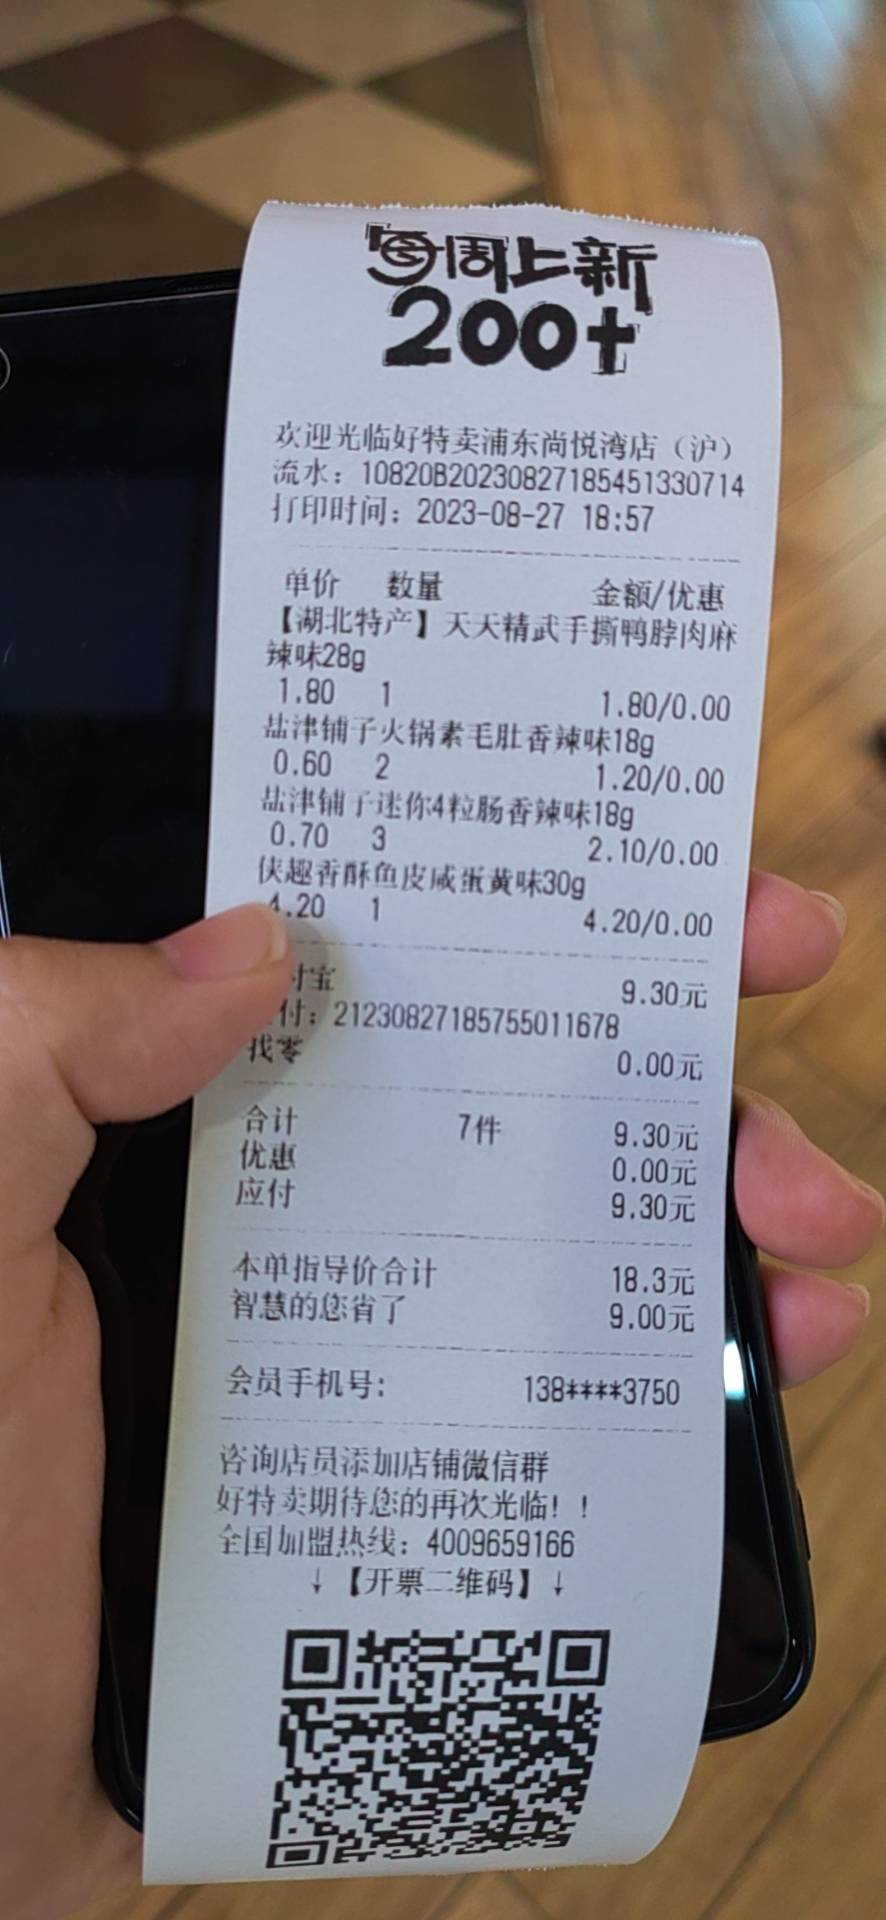 每周上新
200+
欢迎光临好特卖浦东尚悦湾店（沪）
流水：10820B20230827185451330714
打印时间：2023-08-27 18:57
单价 数量 金额/优惠
【湖北特产】天天精武手撕鸭脖肉麻
辣味28g
1.80 1 1.80/0.00
盐津铺子火锅素毛肚香辣味18g
0.60 2 1.20/0.00
盐津铺子迷你4粒肠香辣味18g
0.70 3 2.10/0.00
侠趣香酥鱼皮咸蛋黄味30g
4.20 1 4.20/0.00
付宝 9.30元
付：21230827185755011678
找零 0.00元
合计 7件 9.30元
优惠 0.00元
应付 9.30元
本单指导价合计 18.3元
智慧的您省了 9.00元
会员手机号： 138****3750
咨询店员添加店铺微信群
好特卖期待您的再次光临！！
全国加盟热线：4009659166
↓【开票二维码】↓